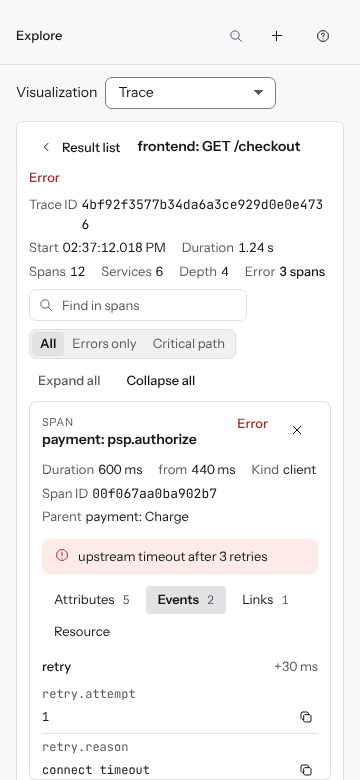 Explore
Visualization Trace
Result list frontend: GET /checkout
Error
Trace ID 4bf92f3577b34da6a3ce929d0e0e473
6
Start 02:37:12.018 PM Duration 1.24 s
Spans 12 Services 6 Depth 4 Error 3 spans
Find in spans
All Errors only Critical path
Expand all Collapse all
SPAN
Error
payment: psp.authorize
Duration 600 ms from 440 ms Kind client
Span ID 00f067aa0ba902b7
Parent payment: Charge
upstream timeout after 3 retries
Attributes 5 Events 2 Links 1
Resource
retry +30 ms
retry.attempt
1
retry.reason
connect timeout